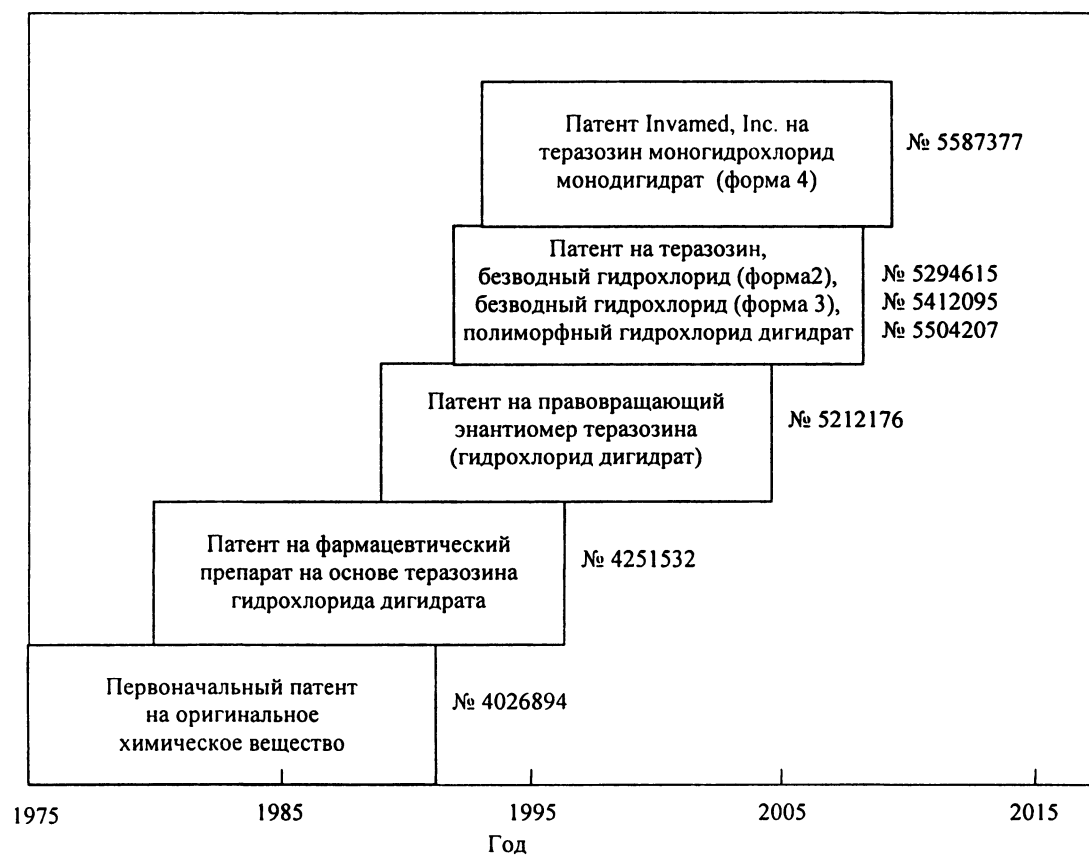 Патент Invamed, Inc. на
теразозин моногидрохлорид
монодигидрат (форма 4)
№ 5587377
Патент на теразозин,
безводный гидрохлорид (форма2),
безводный гидрохлорид (форма 3),
полиморфный гидрохлорид дигидрат
№ 5294615
№ 5412095
№ 5504207
Патент на правовращающий
энантиомер теразозина
(гидрохлорид дигидрат)
№ 5212176
Патент на фармацевтический
препарат на основе теразозина
гидрохлорида дигидрата
№ 4251532
Первоначальный патент
на оригинальное
химическое вещество
№ 4026894
1975 1985 1995 2005 2015
Год